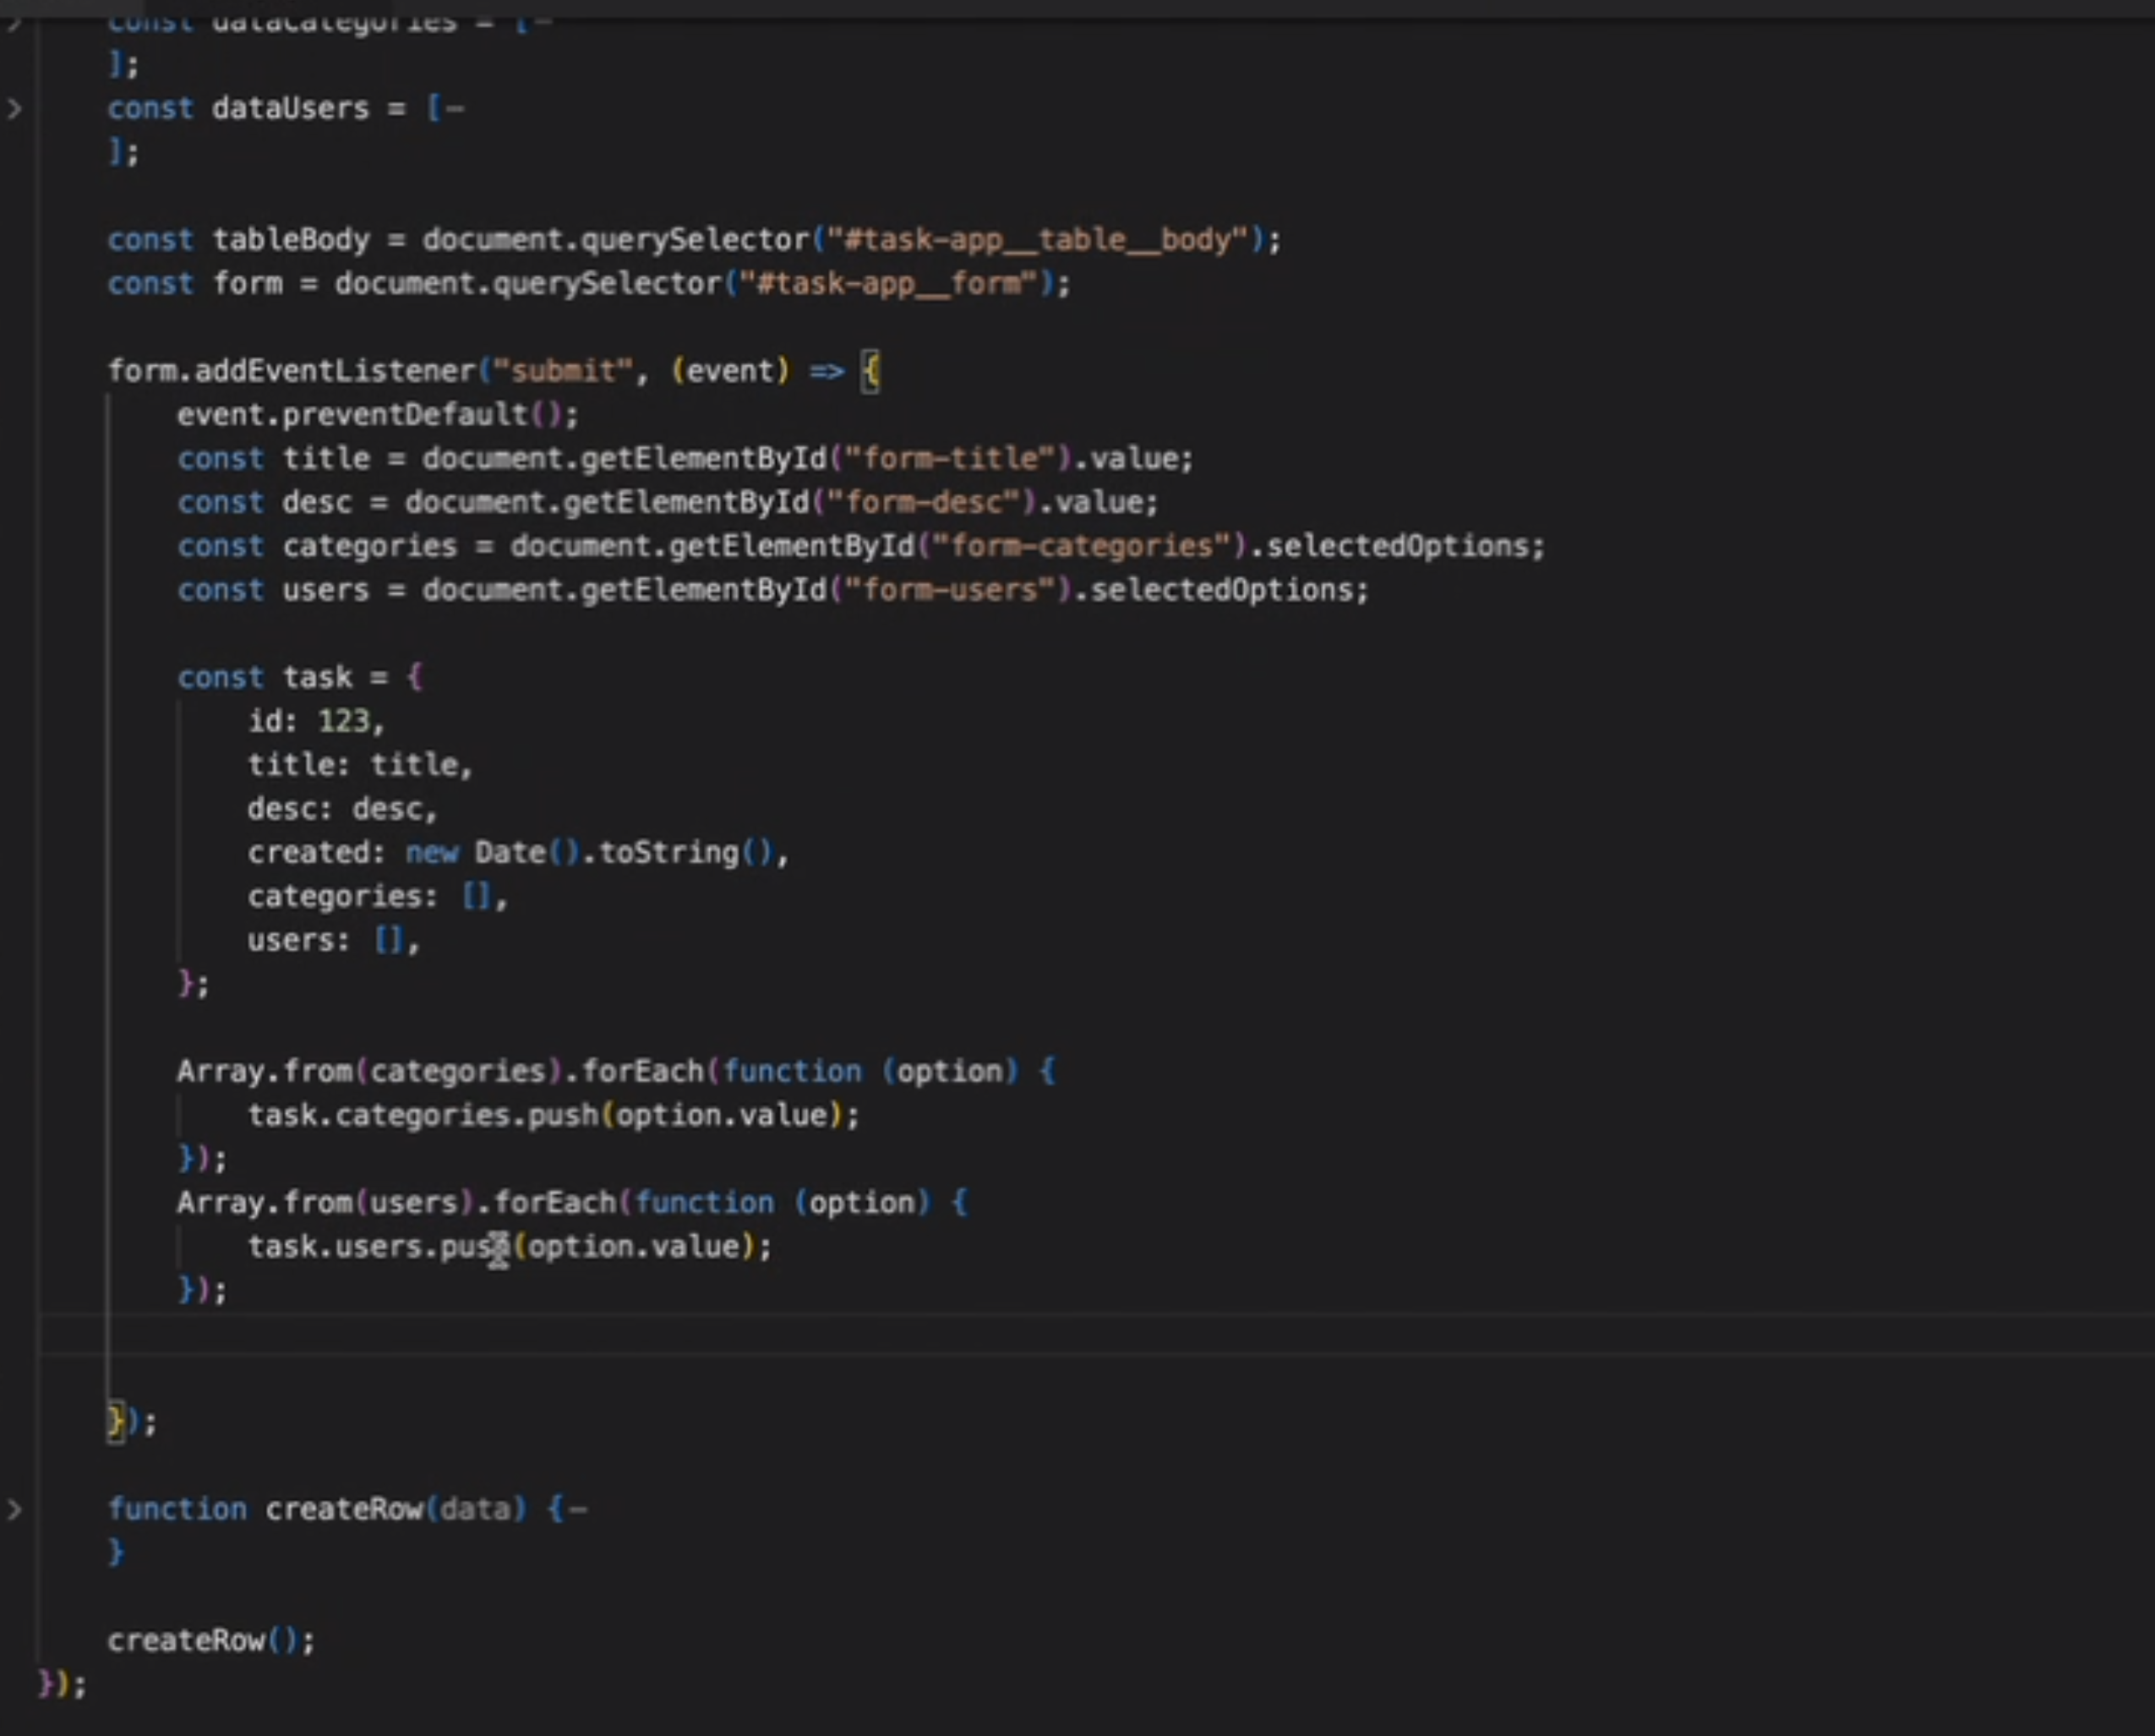 const dataCategories = [–
];
const dataUsers = [–
];
const tableBody = document.querySelector("#task-app__table__body");
const form = document.querySelector("#task-app__form");
form.addEventListener("submit", (event) => {
event.preventDefault();
const title = document.getElementById("form-title").value;
const desc = document.getElementById("form-desc").value;
const categories = document.getElementById("form-categories").selectedOptions;
const users = document.getElementById("form-users").selectedOptions;
const task = {
id: 123,
title: title,
desc: desc,
created: new Date().toString(),
categories: [],
users: [],
};
Array.from(categories).forEach(function (option) {
task.categories.push(option.value);
});
Array.from(users).forEach(function (option) {
task.users.push(option.value);
});
});
function createRow(data) {–
}
createRow();
});